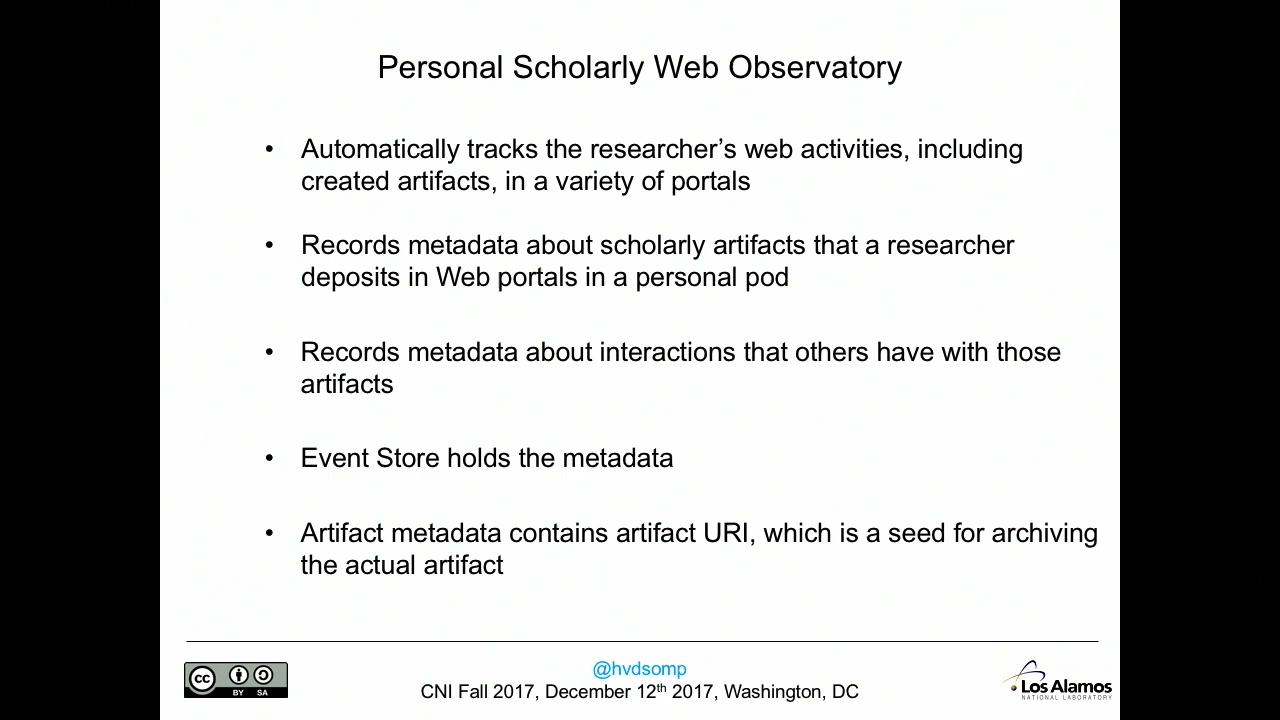 Personal Scholarly Web Observatory
• Automatically tracks the researcher’s web activities, including
created artifacts, in a variety of portals
• Records metadata about scholarly artifacts that a researcher
deposits in Web portals in a personal pod
• Records metadata about interactions that others have with those
artifacts
• Event Store holds the metadata
• Artifact metadata contains artifact URI, which is a seed for archiving
the actual artifact
@hvdsomp
CNI Fall 2017, December 12th 2017, Washington, DC
cc
BY SA
Los Alamos
NATIONAL LABORATORY